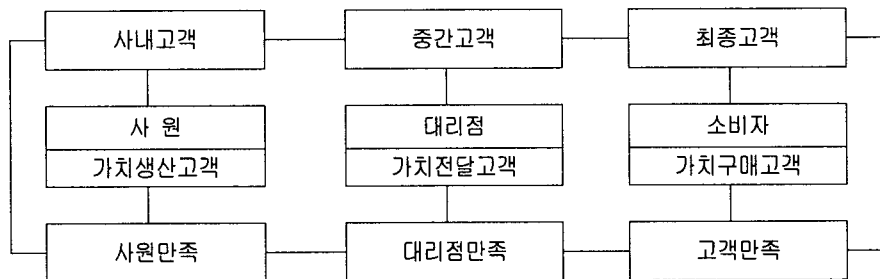 사내고객 중간고객 최종고객
사 원 대리점 소비자
가치생산고객 가치전달고객 가치구매고객
사원만족 대리점만족 고객만족